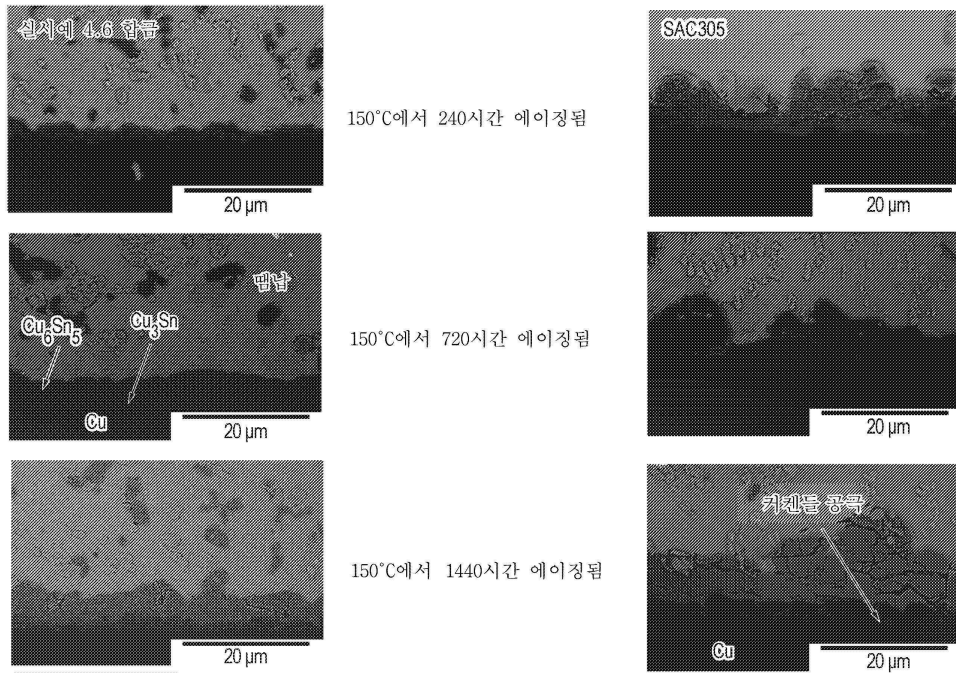 실시예 4.6 합금
SAC305
150℃에서 240시간 에이징됨
20 μm
20 μm
땜납
Cu6Sn5
Cu3Sn
150℃에서 720시간 에이징됨
Cu
20 μm
20 μm
커켄들 공극
150℃에서 1440시간 에이징됨
20 μm
Cu
20 μm